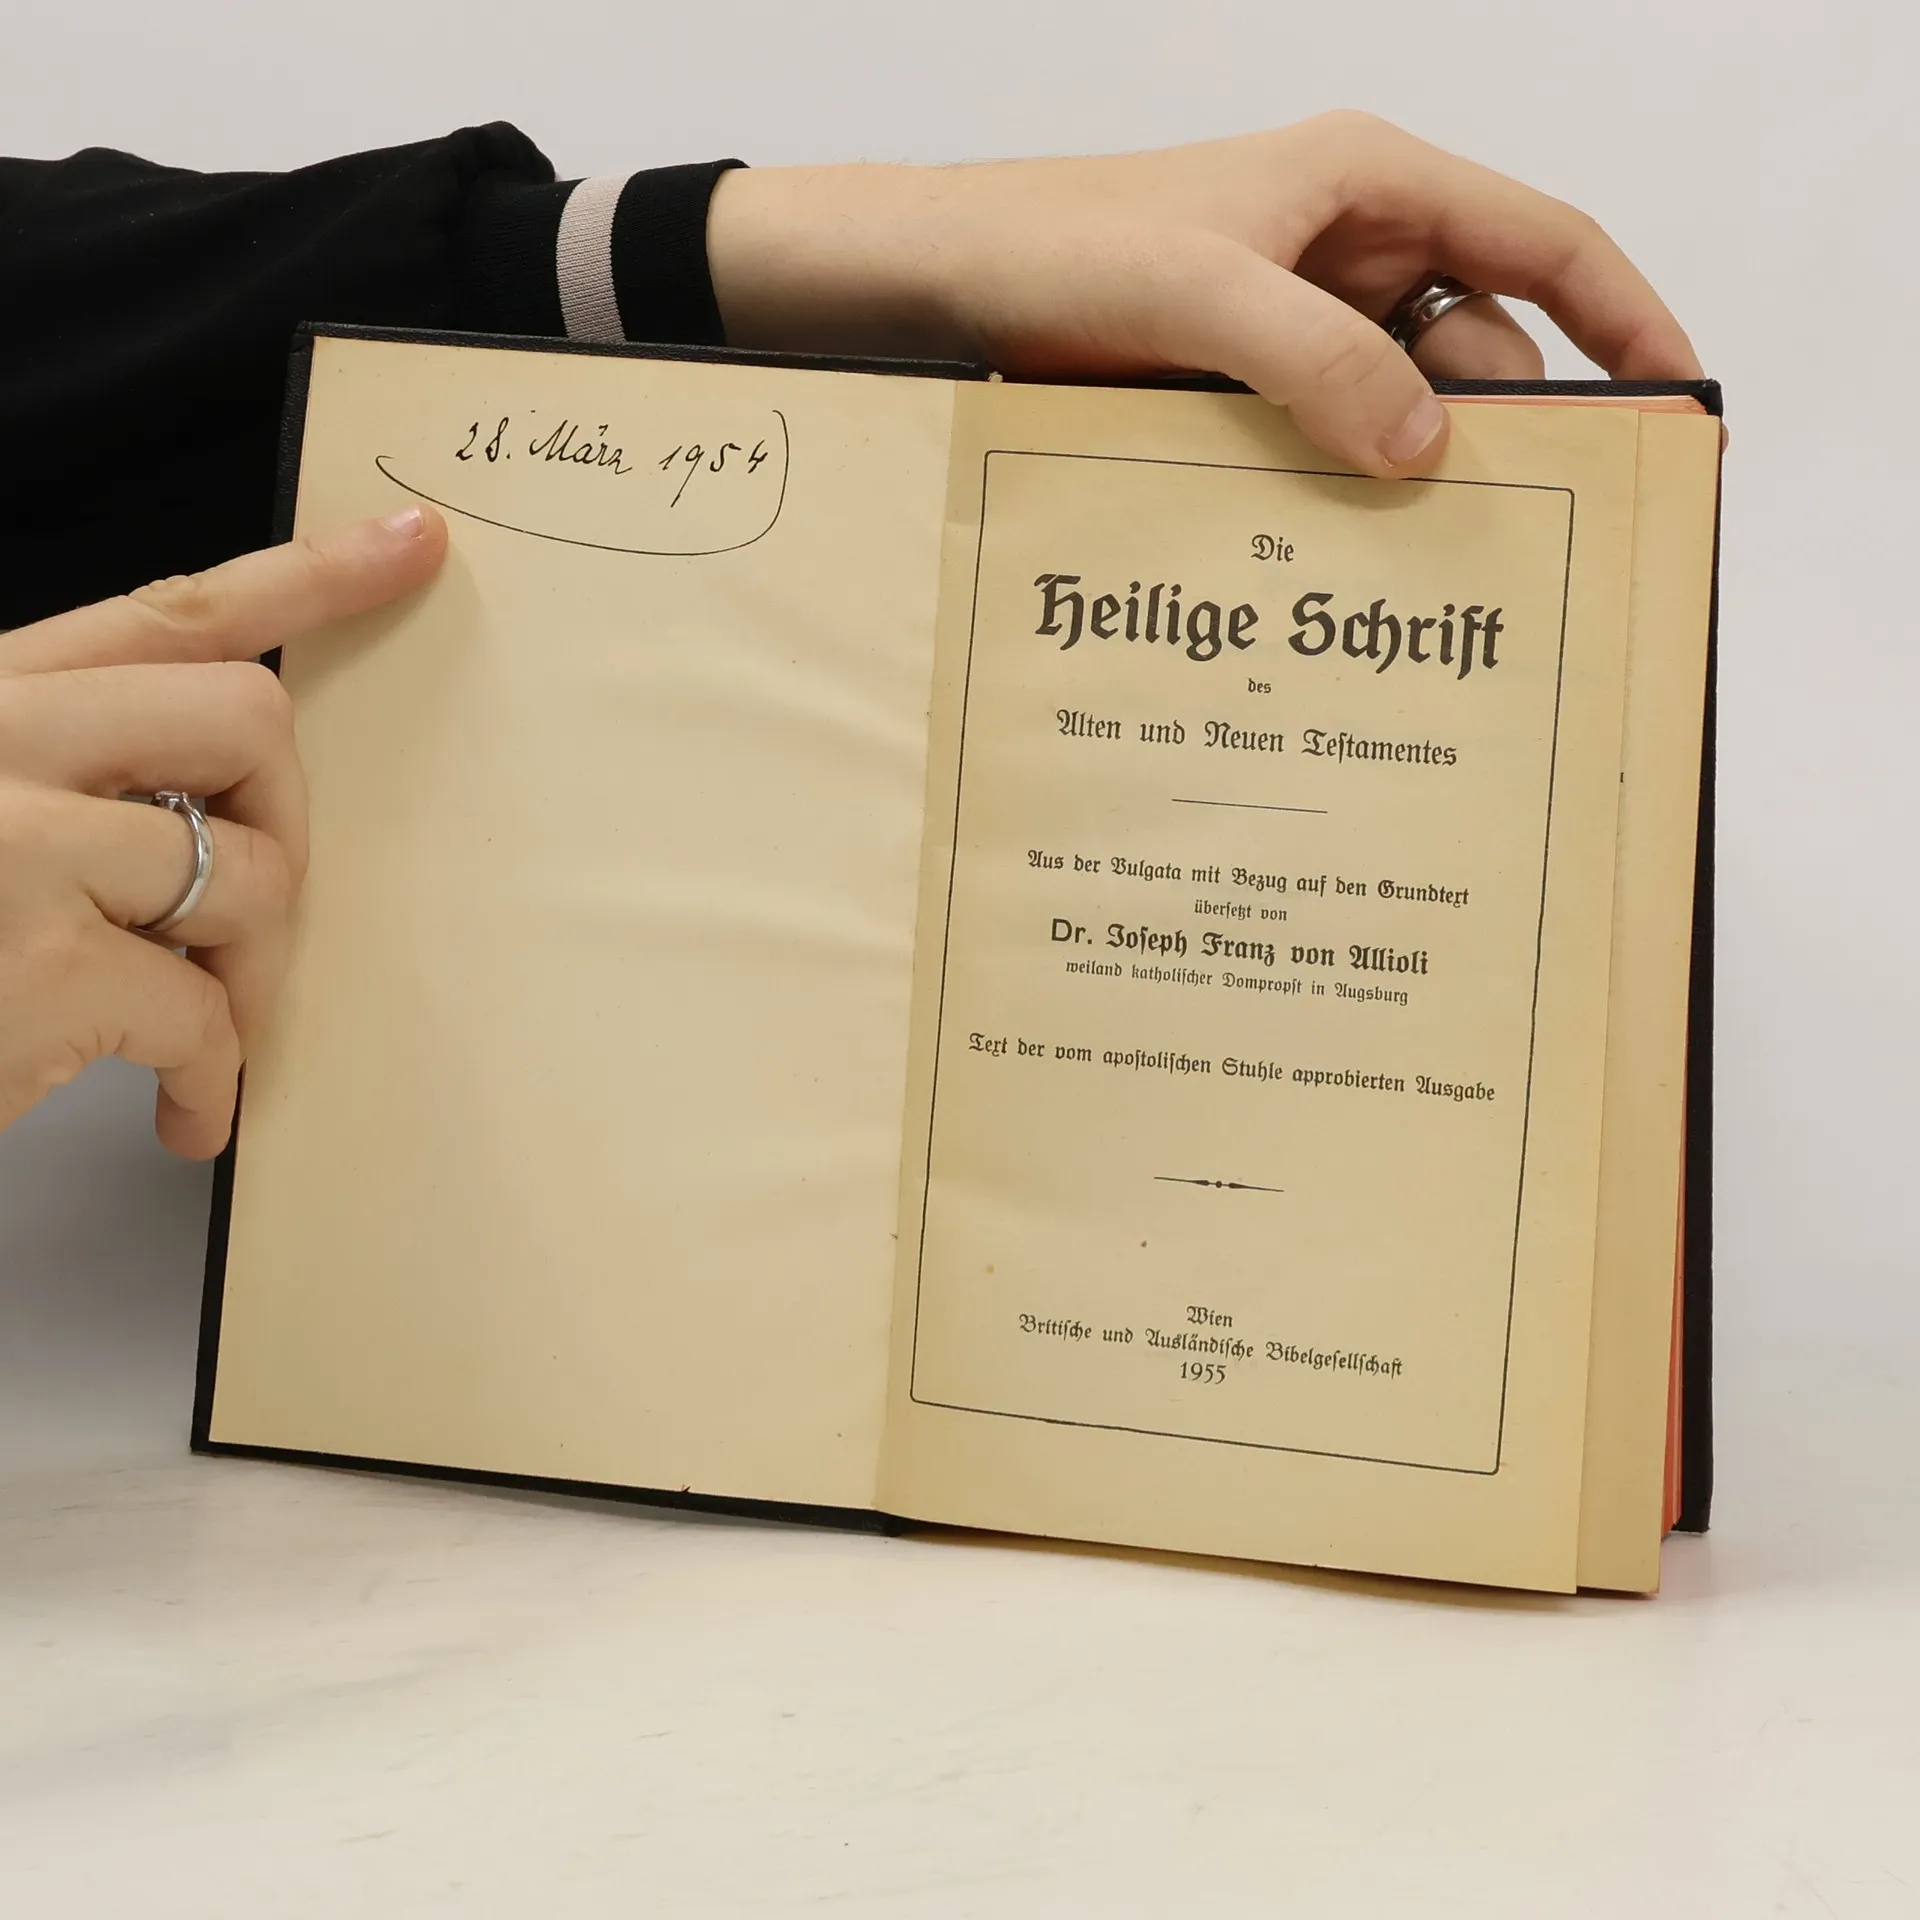 28. März 1954
Die
Heilige Schrift
des
Alten und Neuen Testamentes
Aus der Vulgata mit Bezug auf den Grundtext
übersetzt von
Dr. Joseph Franz von Allioli
weiland katholischer Dompropst in Augsburg
Text der vom apostolischen Stuhle approbierten Ausgabe
Wien
Britische und Ausländische Bibelgesellschaft
1955